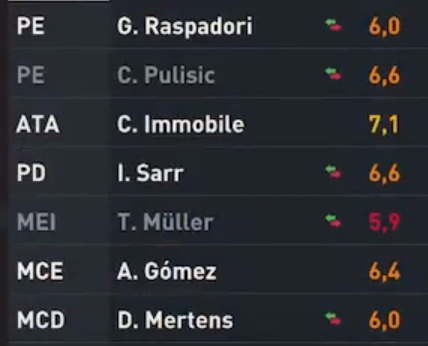 PE G. Raspadori 6,0
PE C. Pulisic 6,6
ATA C. Immobile 7,1
PD I. Sarr 6,6
MEI T. Müller 5,9
MCE A. Gómez 6,4
MCD D. Mertens 6,0